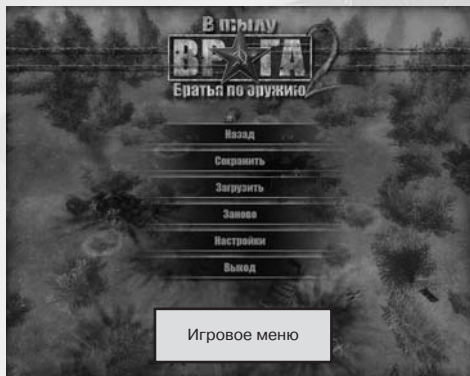 В тылу
ВРАГА 2
Братья по оружию
Назад
Сохранить
Загрузить
Заново
Настройки
Выход
Игровое меню